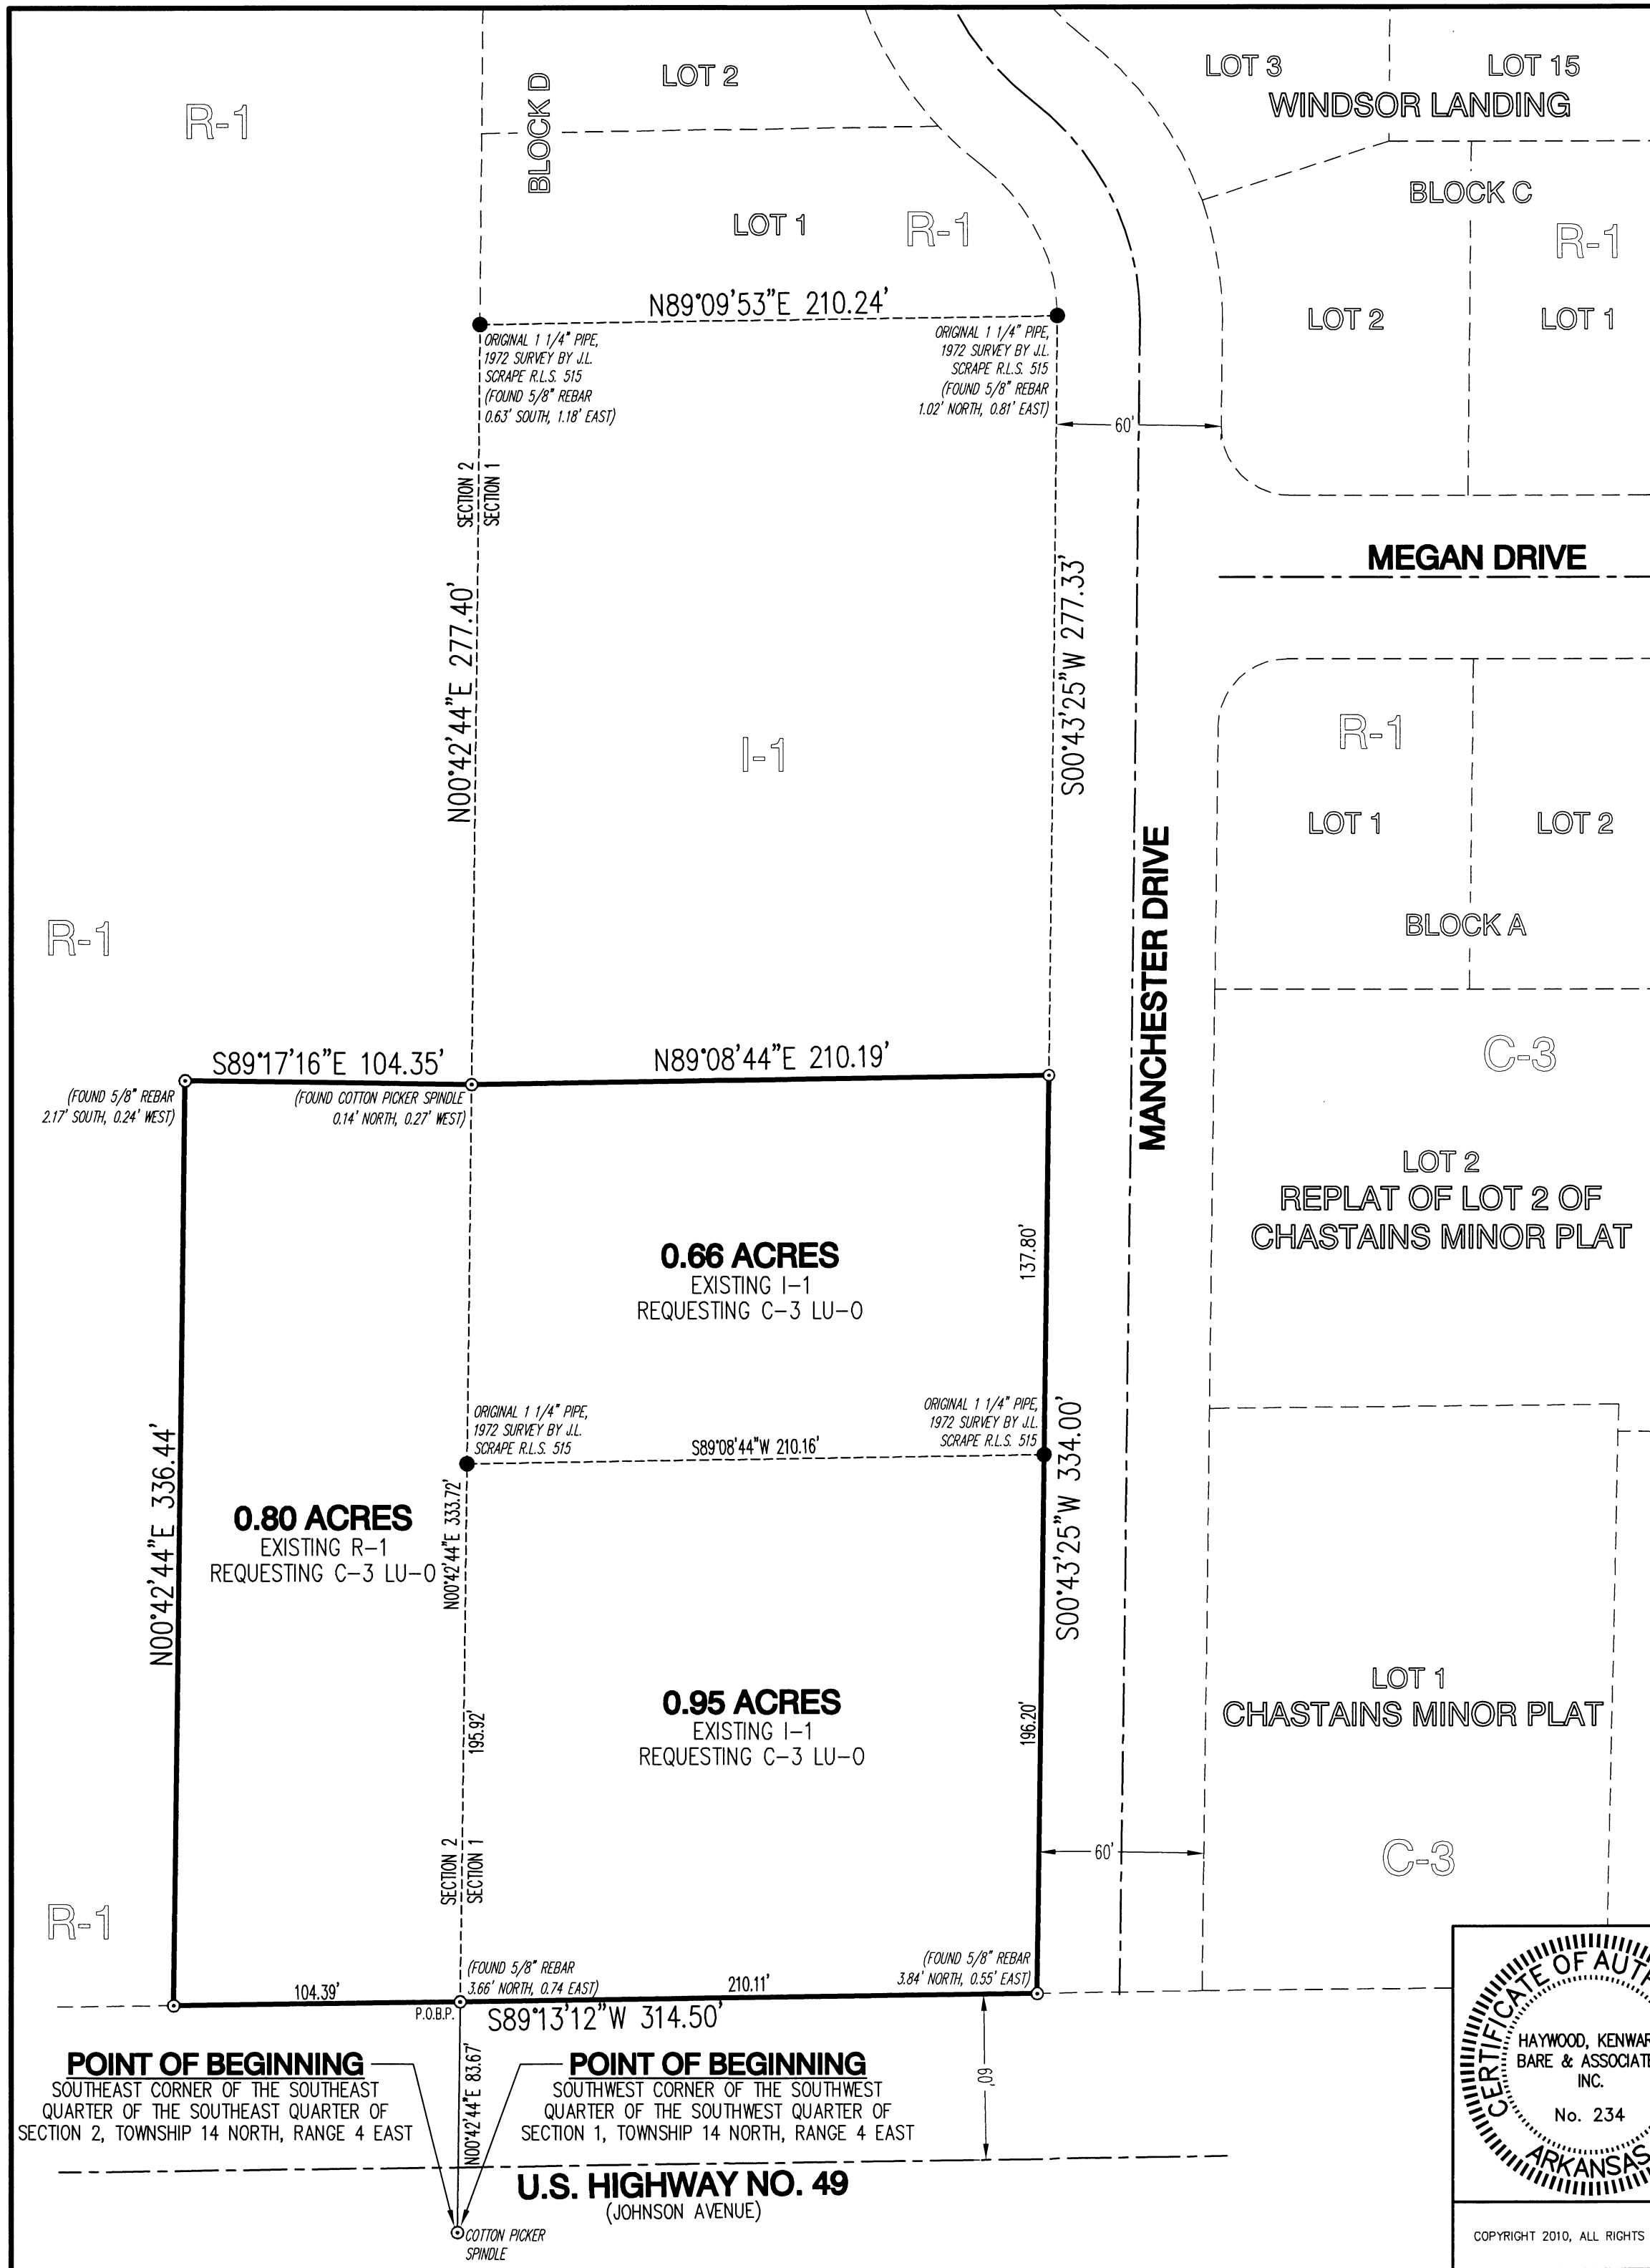 R-1
BLOCK D
LOT 2
LOT 1
R-1
LOT 3
LOT 15
WINDSOR LANDING
BLOCK C
R-1
LOT 2
LOT 1
N89°09'53"E 210.24'
ORIGINAL 1 1/4" PIPE,
1972 SURVEY BY J.L.
SCRAPE R.L.S. 515
(FOUND 5/8" REBAR
0.63' SOUTH, 1.18' EAST)
ORIGINAL 1 1/4" PIPE,
1972 SURVEY BY J.L.
SCRAPE R.L.S. 515
(FOUND 5/8" REBAR
1.02' NORTH, 0.81' EAST)
60'
SECTION 2
SECTION 1
MEGAN DRIVE
N00°42'44"E 277.40'
S00°43'25"W 277.33'
I-1
R-1
LOT 1
LOT 2
BLOCK A
MANCHESTER DRIVE
R-1
C-3
S89°17'16"E 104.35'
N89°08'44"E 210.19'
(FOUND 5/8" REBAR
2.17' SOUTH, 0.24' WEST)
(FOUND COTTON PICKER SPINDLE
0.14' NORTH, 0.27' WEST)
LOT 2
REPLAT OF LOT 2 OF
CHASTAINS MINOR PLAT
0.66 ACRES
EXISTING I-1
REQUESTING C-3 LU-O
137.80'
ORIGINAL 1 1/4" PIPE,
1972 SURVEY BY J.L.
SCRAPE R.L.S. 515
ORIGINAL 1 1/4" PIPE,
1972 SURVEY BY J.L.
SCRAPE R.L.S. 515
S89°08'44"W 210.16'
N00°42'44"E 336.44'
N00°42'44"E 333.72'
S00°43'25"W 334.00'
0.80 ACRES
EXISTING R-1
REQUESTING C-3 LU-O
0.95 ACRES
EXISTING I-1
REQUESTING C-3 LU-O
195.92'
196.20'
LOT 1
CHASTAINS MINOR PLAT
C-3
60'
SECTION 2
SECTION 1
R-1
(FOUND 5/8" REBAR
3.66' NORTH, 0.74 EAST)
(FOUND 5/8" REBAR
3.84' NORTH, 0.55' EAST)
104.39'
210.11'
P.O.B.P.
S89°13'12"W 314.50'
N00°42'44"E 83.67'
60'
POINT OF BEGINNING
SOUTHEAST CORNER OF THE SOUTHEAST
QUARTER OF THE SOUTHEAST QUARTER OF
SECTION 2, TOWNSHIP 14 NORTH, RANGE 4 EAST
POINT OF BEGINNING
SOUTHWEST CORNER OF THE SOUTHWEST
QUARTER OF THE SOUTHWEST QUARTER OF
SECTION 1, TOWNSHIP 14 NORTH, RANGE 4 EAST
U.S. HIGHWAY NO. 49
(JOHNSON AVENUE)
COTTON PICKER
SPINDLE
CERTIFICATE OF AUTH
HAYWOOD, KENWAR
BARE & ASSOCIATE
INC.
No. 234
ARKANSAS
COPYRIGHT 2010, ALL RIGHTS